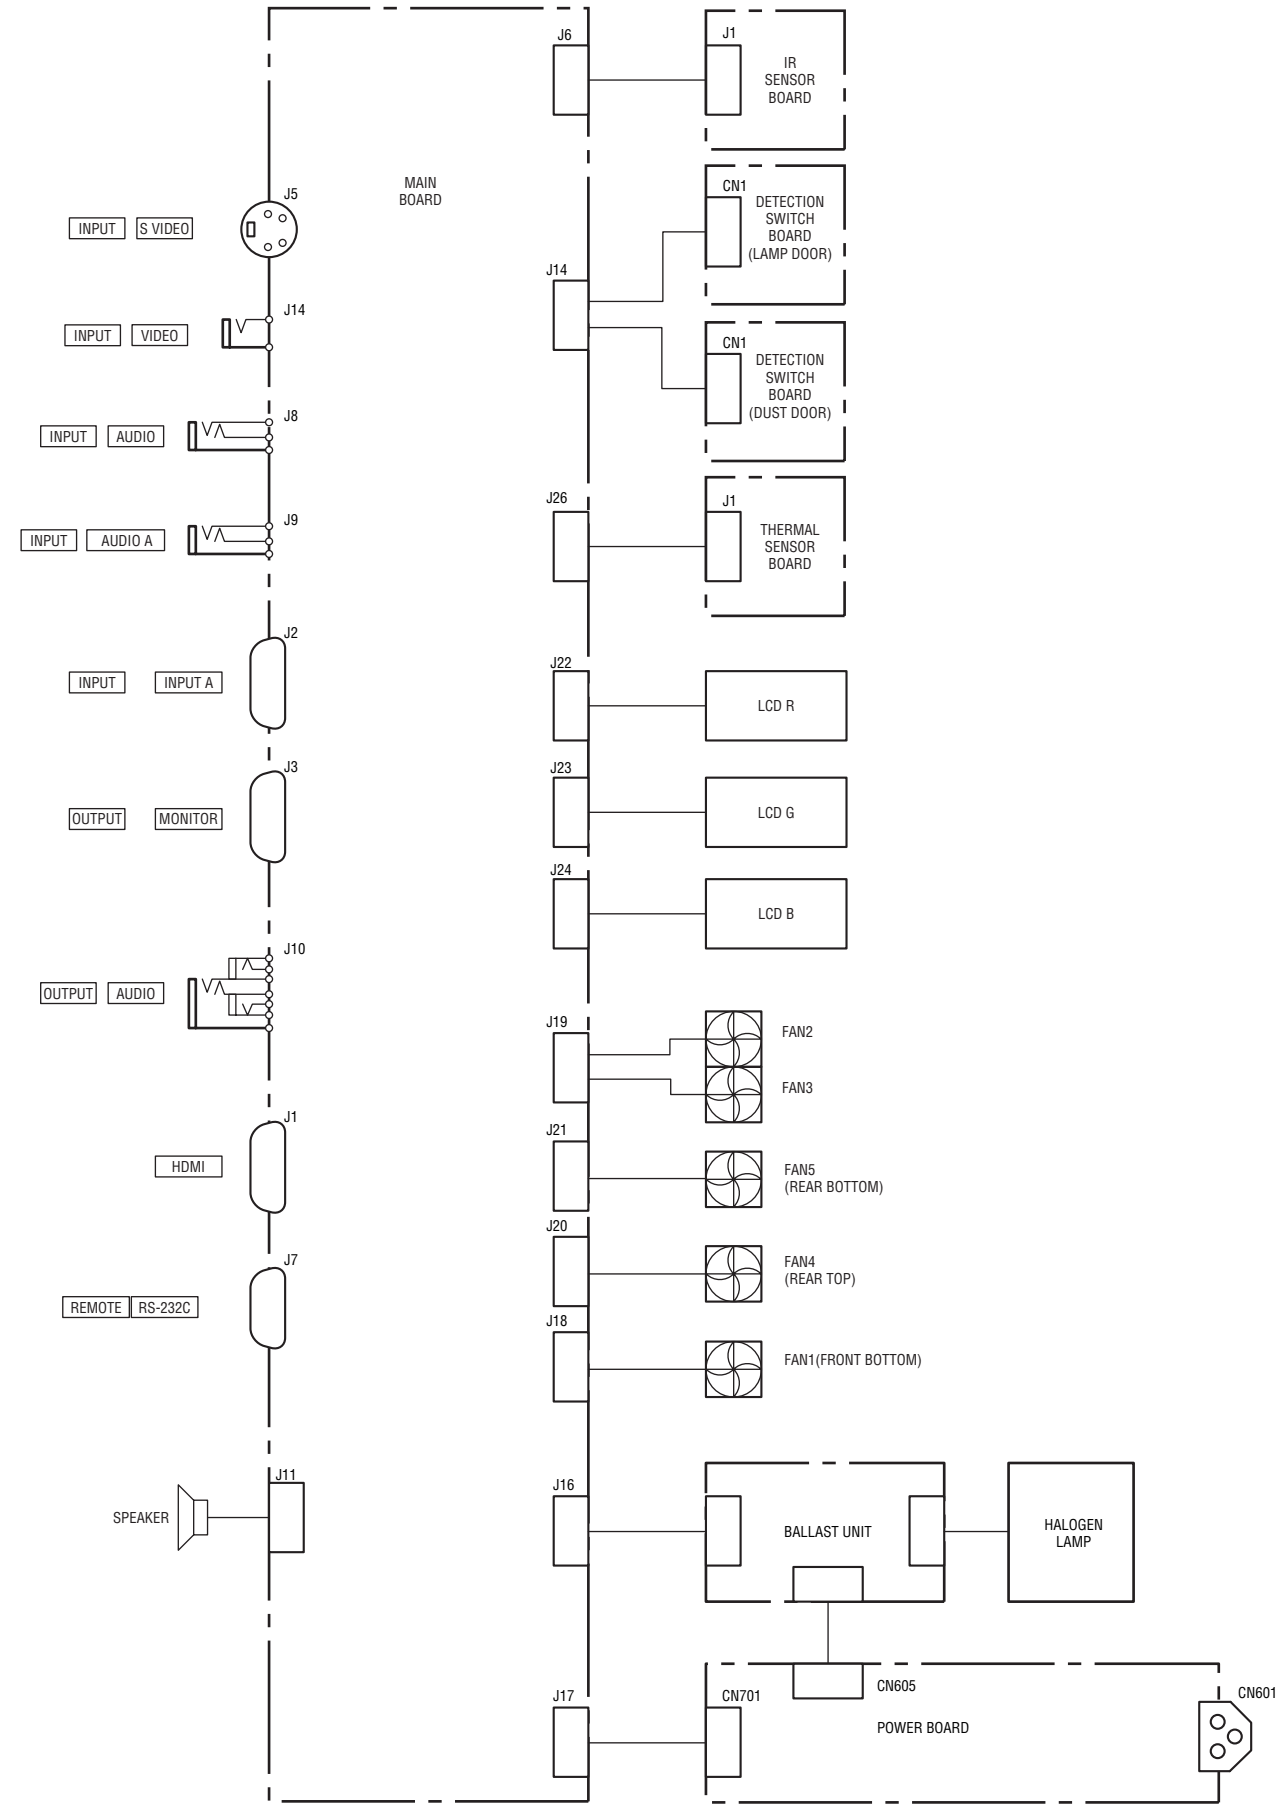 J6
J1
IR
SENSOR
BOARD
MAIN
BOARD
J5
INPUT S VIDEO
CN1
DETECTION
SWITCH
BOARD
(LAMP DOOR)
J14
J14
INPUT VIDEO
CN1
DETECTION
SWITCH
BOARD
(DUST DOOR)
J8
INPUT AUDIO
J26
J1
THERMAL
SENSOR
BOARD
J9
INPUT AUDIO A
J2
INPUT INPUT A
J22
LCD R
J3
OUTPUT MONITOR
J23
LCD G
J24
LCD B
J10
OUTPUT AUDIO
J19
FAN2
FAN3
J1
HDMI
J21
FAN5
(REAR BOTTOM)
J20
FAN4
(REAR TOP)
J7
REMOTE RS-232C
J18
FAN1(FRONT BOTTOM)
J11
SPEAKER
J16
BALLAST UNIT
HALOGEN
LAMP
J17
CN701
CN605
POWER BOARD
CN601